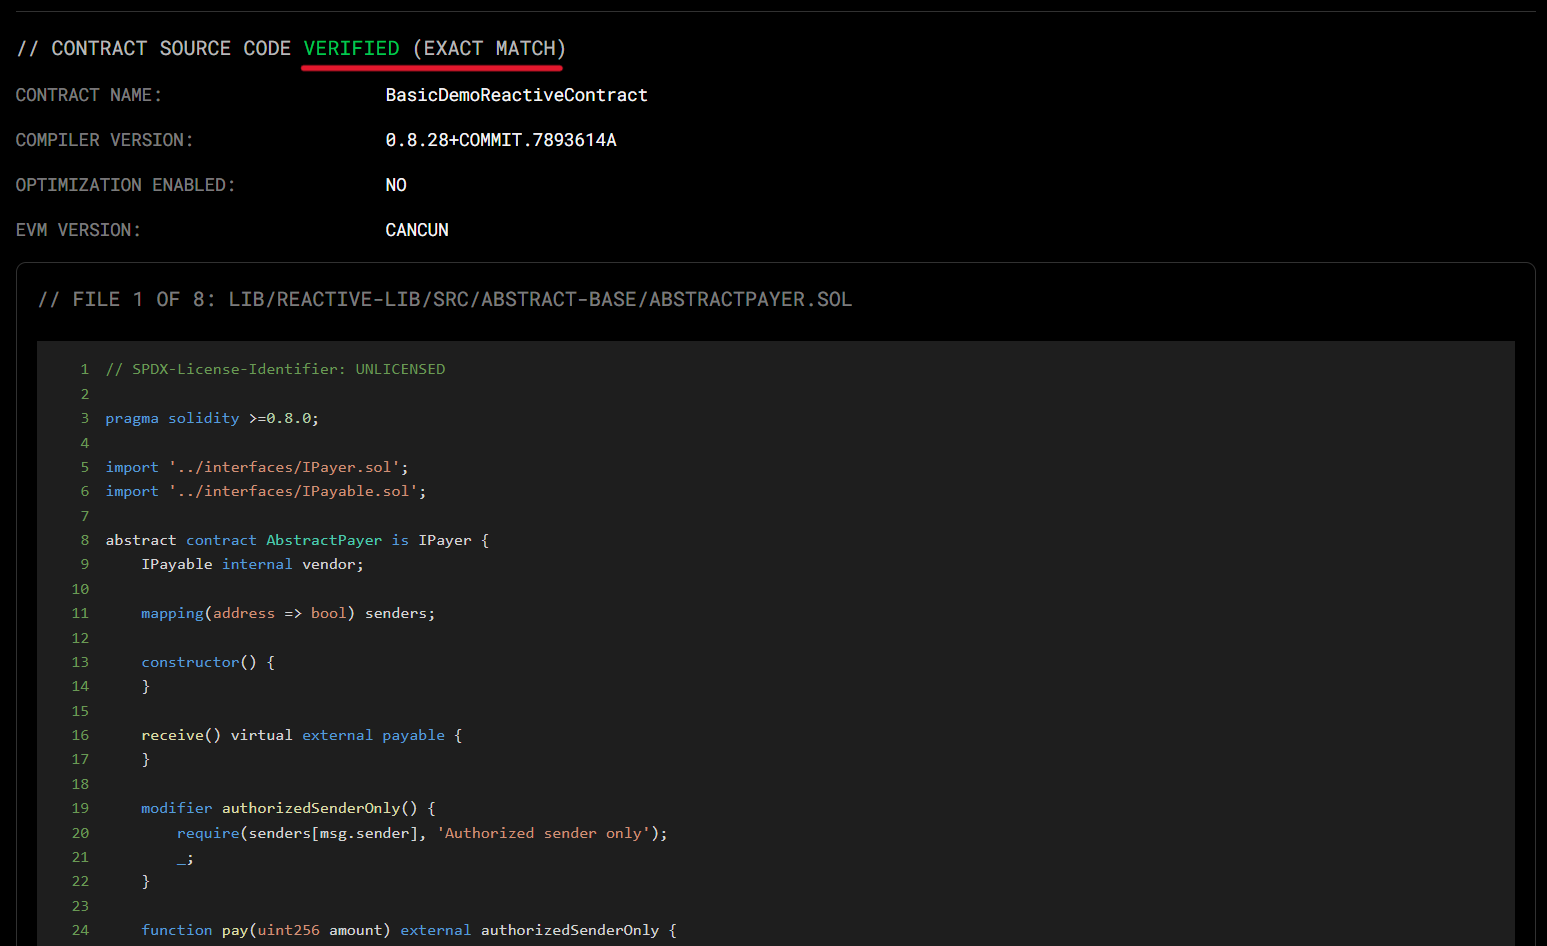 // CONTRACT SOURCE CODE VERIFIED (EXACT MATCH)
CONTRACT NAME: BasicDemoReactiveContract
COMPILER VERSION: 0.8.28+COMMIT.7893614A
OPTIMIZATION ENABLED: NO
EVM VERSION: CANCUN
// FILE 1 OF 8: LIB/REACTIVE-LIB/SRC/ABSTRACT-BASE/ABSTRACTPAYER.SOL
1 // SPDX-License-Identifier: UNLICENSED
2
3 pragma solidity >=0.8.0;
4
5 import '../interfaces/IPayer.sol';
6 import '../interfaces/IPayable.sol';
7
8 abstract contract AbstractPayer is IPayer {
9     IPayable internal vendor;
10
11     mapping(address => bool) senders;
12
13     constructor() {
14     }
15
16     receive() virtual external payable {
17     }
18
19     modifier authorizedSenderOnly() {
20         require(senders[msg.sender], 'Authorized sender only');
21         _;
22     }
23
24     function pay(uint256 amount) external authorizedSenderOnly {